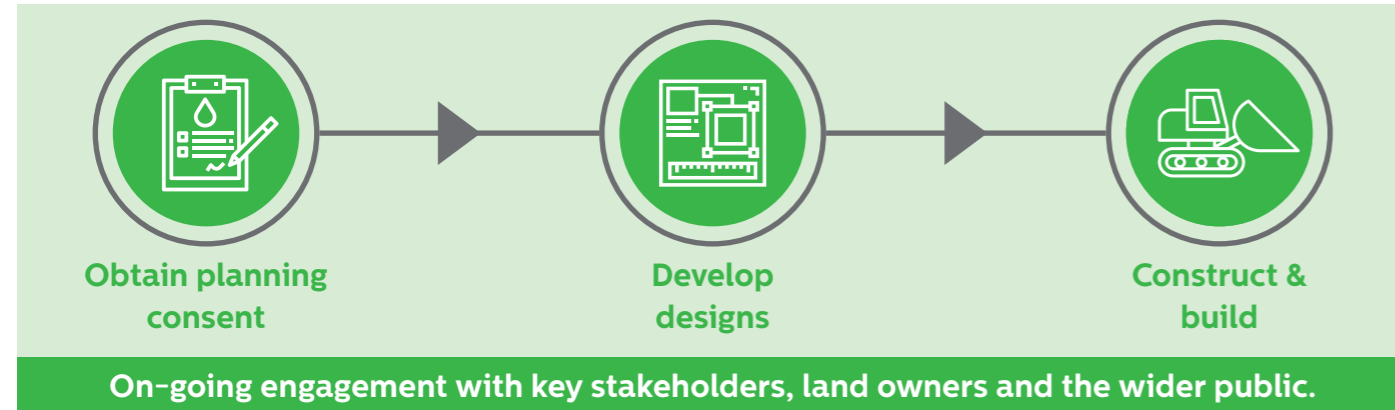 Obtain planning
consent
Develop
designs
Construct &
build
On-going engagement with key stakeholders, land owners and the wider public.